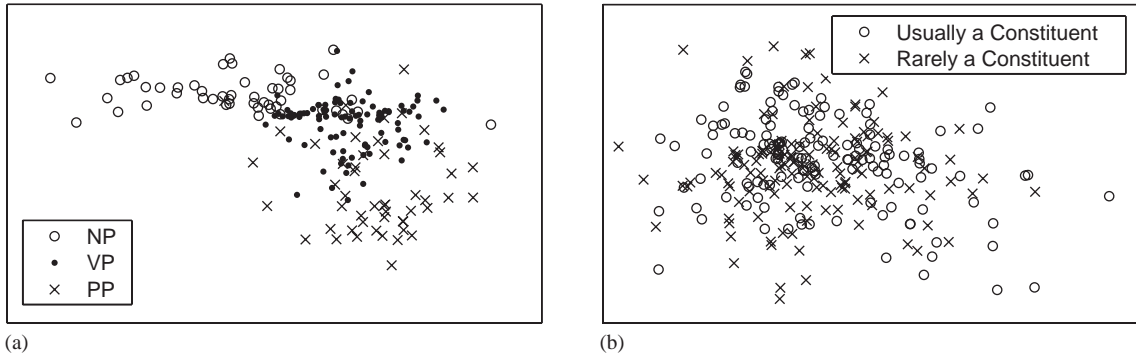 NP
VP
PP
(a)
Usually a Constituent
Rarely a Constituent
(b)